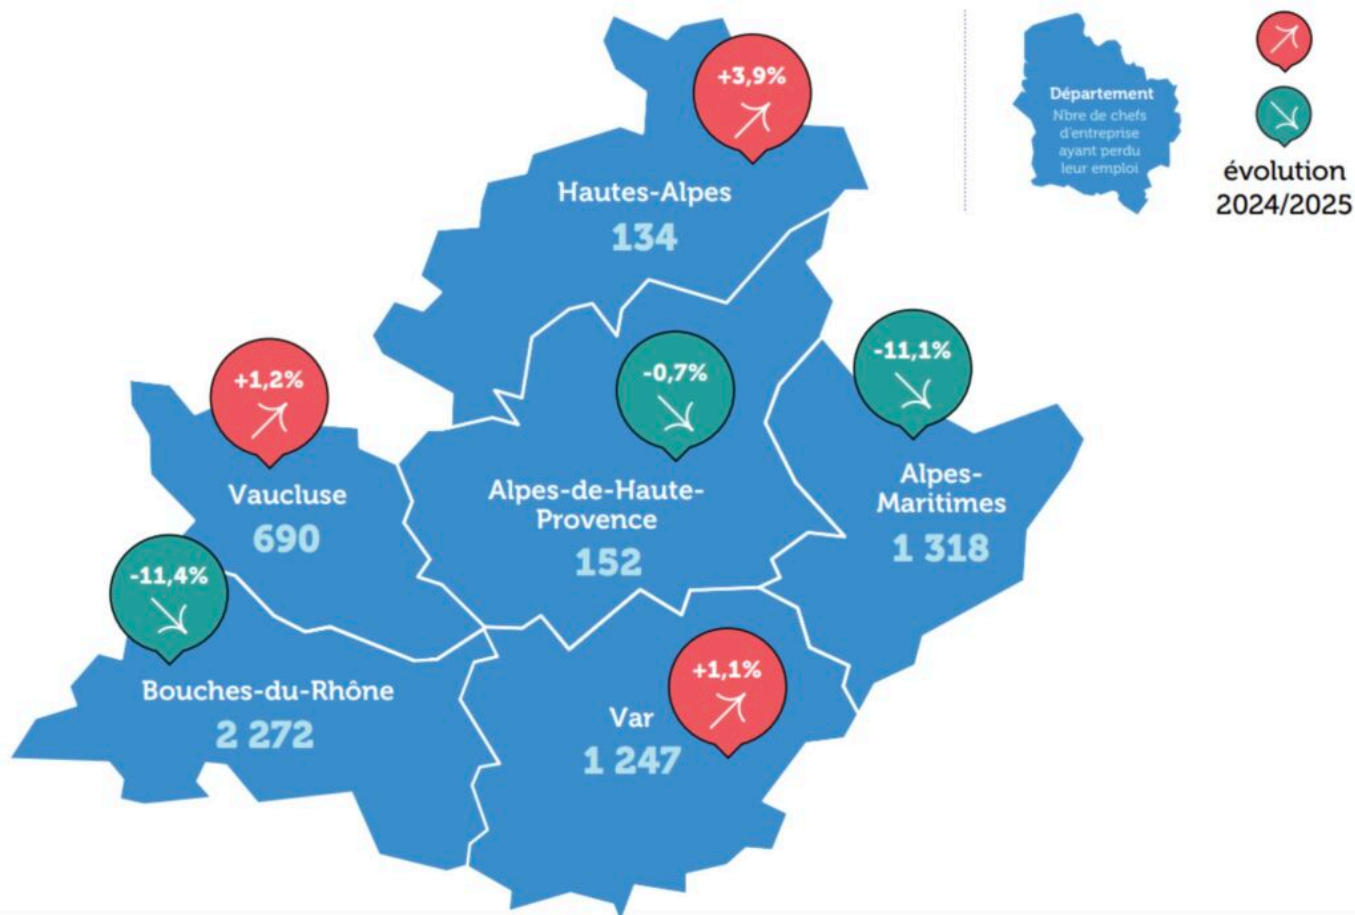 +3,9%
Hautes-Alpes
134
Département
Nbre de chefs
d'entreprise
ayant perdu
leur emploi
évolution
2024/2025
+1,2%
Vaucluse
690
-0,7%
Alpes-de-Haute-
Provence
152
-11,1%
Alpes-
Maritimes
1 318
-11,4%
Bouches-du-Rhône
2 272
+1,1%
Var
1 247